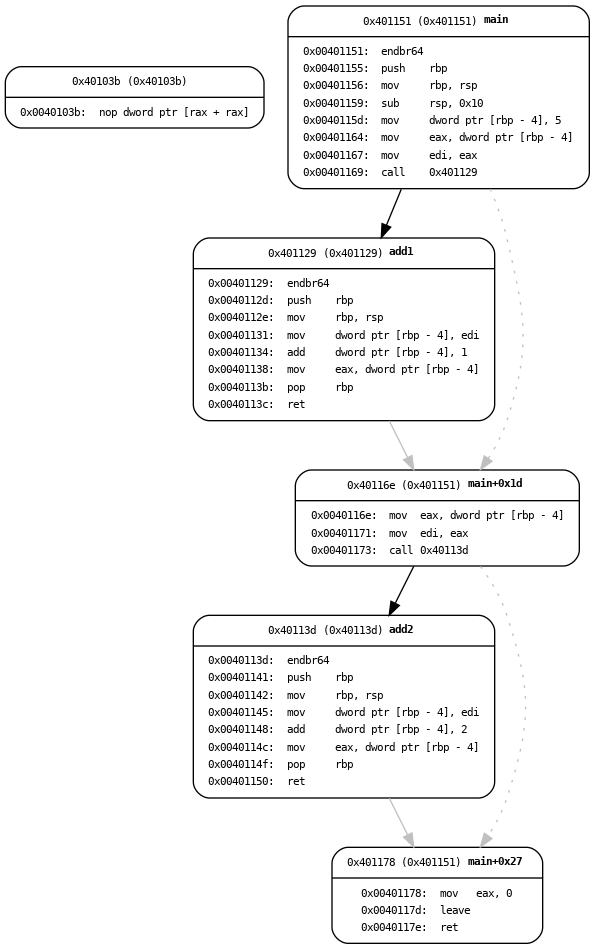 0x401151 (0x401151) main
0x00401151: endbr64
0x00401155: push rbp
0x00401156: mov rbp, rsp
0x00401159: sub rsp, 0x10
0x0040115d: mov dword ptr [rbp - 4], 5
0x00401164: mov eax, dword ptr [rbp - 4]
0x00401167: mov edi, eax
0x00401169: call 0x401129
0x40103b (0x40103b)
0x0040103b: nop dword ptr [rax + rax]
0x401129 (0x401129) add1
0x00401129: endbr64
0x0040112d: push rbp
0x0040112e: mov rbp, rsp
0x00401131: mov dword ptr [rbp - 4], edi
0x00401134: add dword ptr [rbp - 4], 1
0x00401138: mov eax, dword ptr [rbp - 4]
0x0040113b: pop rbp
0x0040113c: ret
0x40116e (0x401151) main+0x1d
0x0040116e: mov eax, dword ptr [rbp - 4]
0x00401171: mov edi, eax
0x00401173: call 0x40113d
0x40113d (0x40113d) add2
0x0040113d: endbr64
0x00401141: push rbp
0x00401142: mov rbp, rsp
0x00401145: mov dword ptr [rbp - 4], edi
0x00401148: add dword ptr [rbp - 4], 2
0x0040114c: mov eax, dword ptr [rbp - 4]
0x0040114f: pop rbp
0x00401150: ret
0x401178 (0x401151) main+0x27
0x00401178: mov eax, 0
0x0040117d: leave
0x0040117e: ret